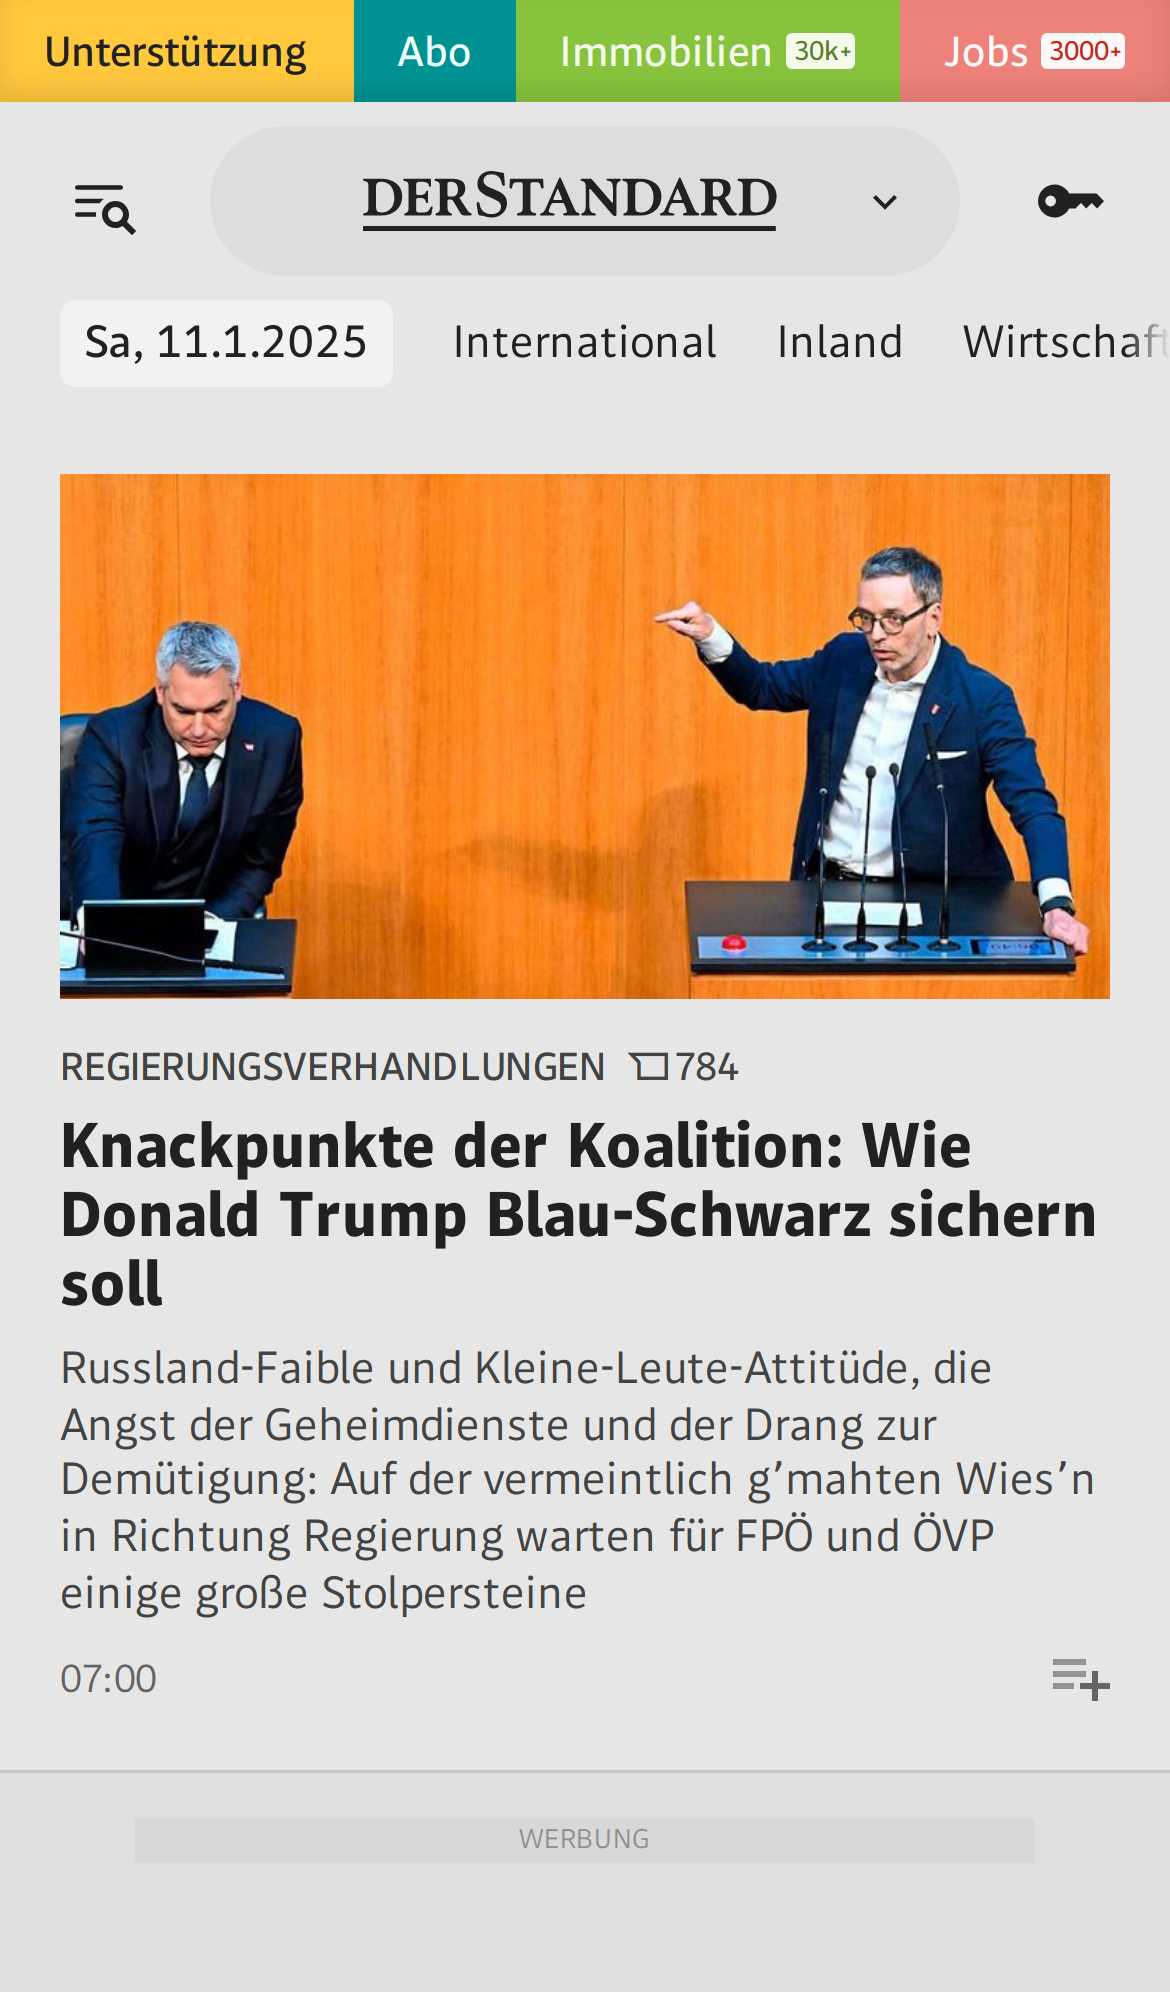 Unterstützung
Abo
Immobilien 30k+
Jobs 3000+
DERSTANDARD
Sa, 11.1.2025
International
Inland
Wirtschaft
REGIERUNGSVERHANDLUNGEN 784
Knackpunkte der Koalition: Wie
Donald Trump Blau-Schwarz sichern
soll
Russland-Faible und Kleine-Leute-Attitüde, die
Angst der Geheimdienste und der Drang zur
Demütigung: Auf der vermeintlich g’mahten Wies’n
in Richtung Regierung warten für FPÖ und ÖVP
einige große Stolpersteine
07:00
WERBUNG